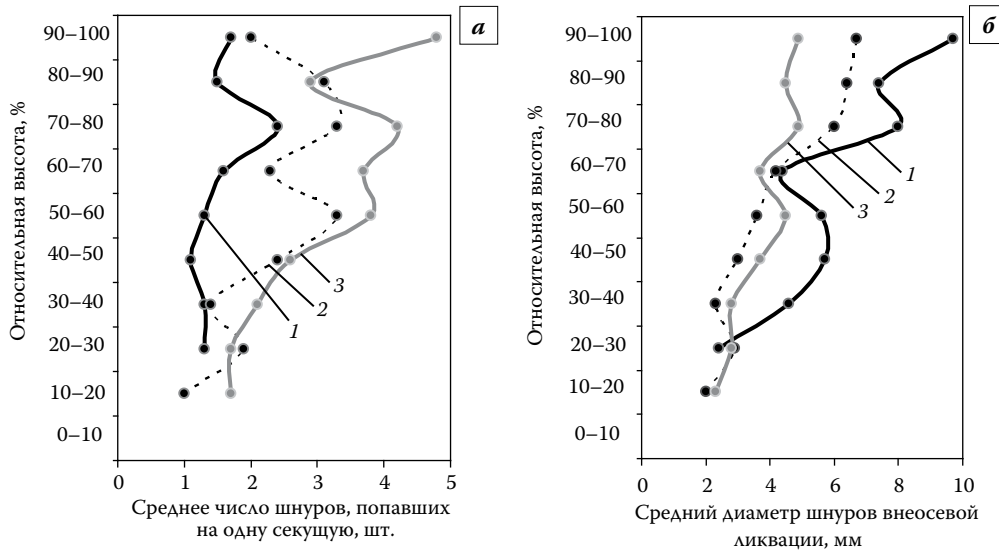 а
Относительная высота, %
90–100
80–90
70–80
60–70
50–60
40–50
30–40
20–30
10–20
0–10
1
2
3
0 1 2 3 4 5
Среднее число шнуров, попавших
на одну секущую, шт.
б
Относительная высота, %
90–100
80–90
70–80
60–70
50–60
40–50
30–40
20–30
10–20
0–10
1
2
3
0 2 4 6 8 10
Средний диаметр шнуров внеосевой
ликвации, мм